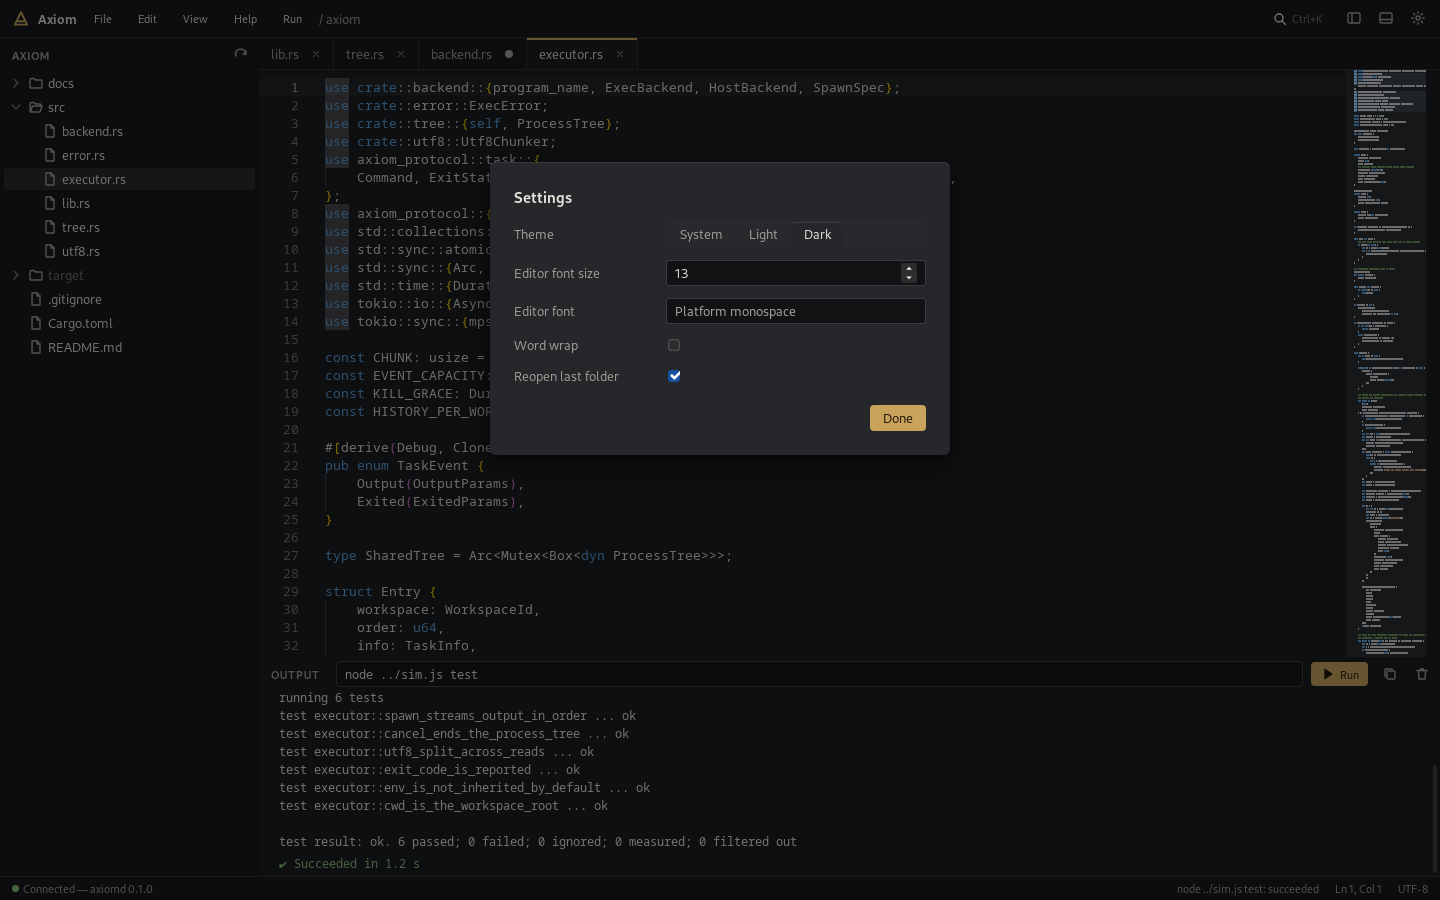 Axiom File Edit View Help Run / axiom Ctrl+K
AXIOM
docs
src
backend.rs
error.rs
executor.rs
lib.rs
tree.rs
utf8.rs
target
.gitignore
Cargo.toml
README.md
lib.rs tree.rs backend.rs executor.rs
1 use crate::backend::{program_name, ExecBackend, HostBackend, SpawnSpec};
2 use crate::error::ExecError;
3 use crate::tree::{self, ProcessTree};
4 use crate::utf8::Utf8Chunker;
5 use axiom_protocol::task::{
6 Command, ExitStat ,
7 };
8 use axiom_protocol::{
9 use std::collections:
10 use std::sync::atomic
11 use std::sync::{Arc,
12 use std::time::{Durat
13 use tokio::io::{Async
14 use tokio::sync::{mps
15
16 const CHUNK: usize =
17 const EVENT_CAPACITY:
18 const KILL_GRACE: Dur
19 const HISTORY_PER_WOR
20
21 #[derive(Debug, Clone
22 pub enum TaskEvent {
23 Output(OutputParams),
24 Exited(ExitedParams),
25 }
26
27 type SharedTree = Arc<Mutex<Box<dyn ProcessTree>>>;
28
29 struct Entry {
30 workspace: WorkspaceId,
31 order: u64,
32 info: TaskInfo,
Settings
Theme System Light Dark
Editor font size 13
Editor font Platform monospace
Word wrap
Reopen last folder
Done
OUTPUT node ../sim.js test Run
running 6 tests
test executor::spawn_streams_output_in_order ... ok
test executor::cancel_ends_the_process_tree ... ok
test executor::utf8_split_across_reads ... ok
test executor::exit_code_is_reported ... ok
test executor::env_is_not_inherited_by_default ... ok
test executor::cwd_is_the_workspace_root ... ok
test result: ok. 6 passed; 0 failed; 0 ignored; 0 measured; 0 filtered out
✔ Succeeded in 1.2 s
Connected — axiomd 0.1.0 node ../sim.js test: succeeded Ln 1, Col 1 UTF-8